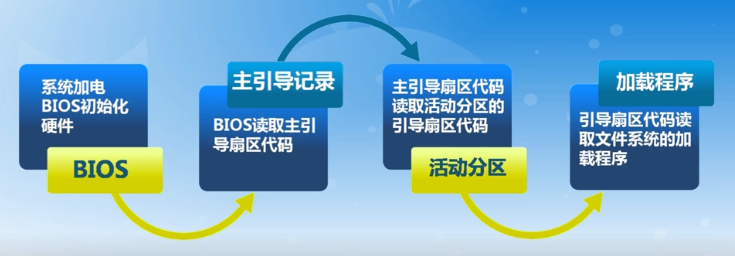 系统加电
BIOS初始化
硬件
BIOS
主引导记录
BIOS读取主引
导扇区代码
主引导扇区代码
读取活动分区的
引导扇区代码
活动分区
加载程序
引导扇区代码读
取文件系统的加
载程序